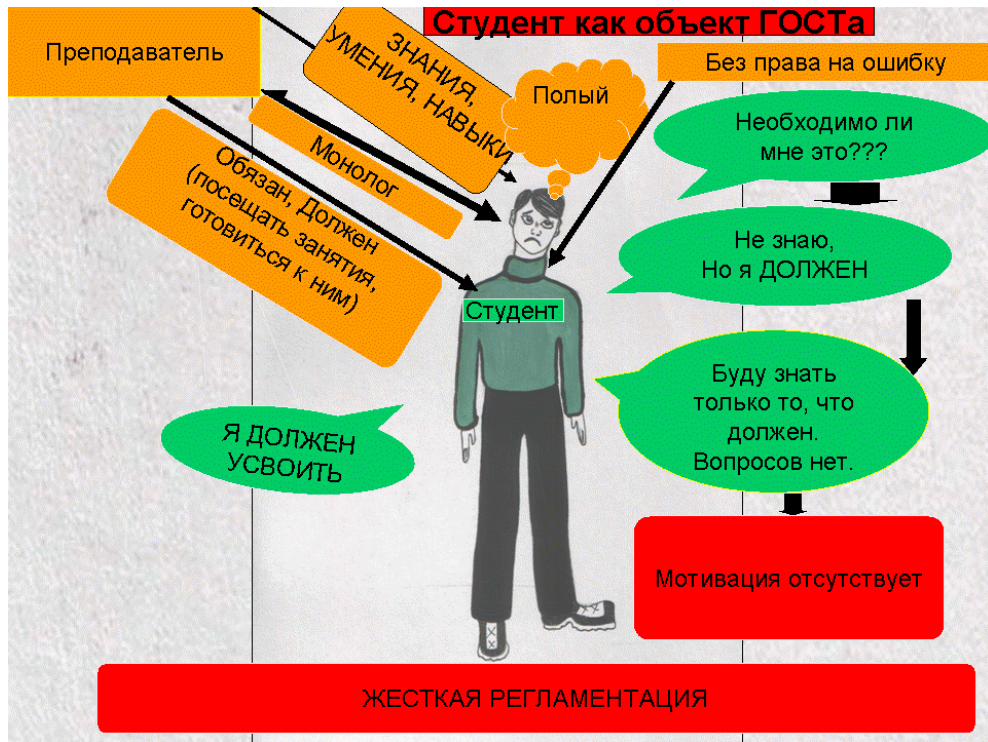 Студент как объект ГОСТа
Преподаватель
ЗНАНИЯ,
УМЕНИЯ, НАВЫКИ
Полый
Без права на ошибку
Монолог
Обязан, Должен
(посещать занятия,
готовиться к ним)
Необходимо ли
мне это???
Не знаю,
Но я ДОЛЖЕН
Студент
Буду знать
только то, что
должен.
Вопросов нет.
Я ДОЛЖЕН
УСВОИТЬ
Мотивация отсутствует
ЖЕСТКАЯ РЕГЛАМЕНТАЦИЯ